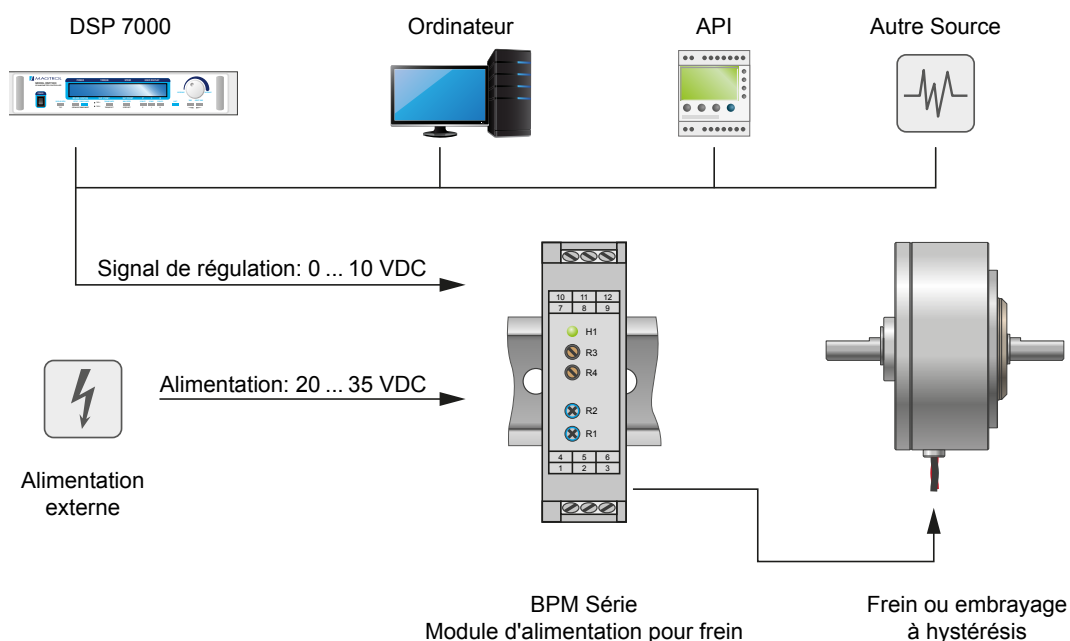 DSP 7000
Ordinateur
API
Autre Source
MAGTROL
Signal de régulation: 0 ... 10 VDC
10 11 12
7 8 9
H1
R3
R4
R2
R1
4 5 6
1 2 3
Alimentation: 20 ... 35 VDC
Alimentation
externe
BPM Série
Module d'alimentation pour frein
Frein ou embrayage
à hystérésis